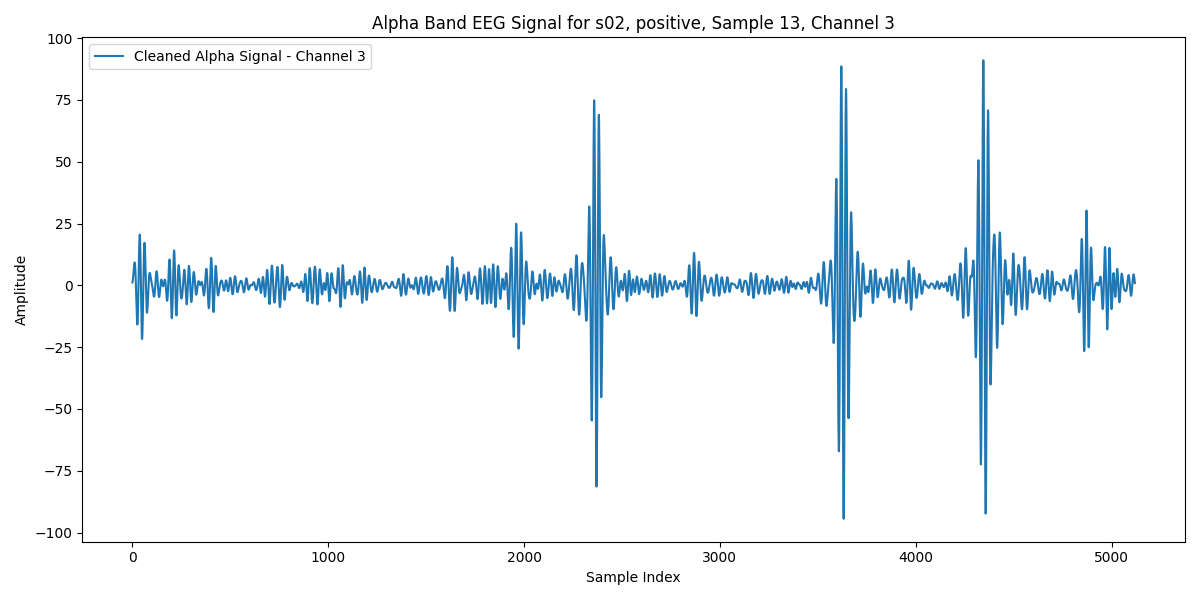 Alpha Band EEG Signal for s02, positive, Sample 13, Channel 3
Cleaned Alpha Signal - Channel 3
Amplitude
100
75
50
25
0
−25
−50
−75
−100
0 1000 2000 3000 4000 5000
Sample Index